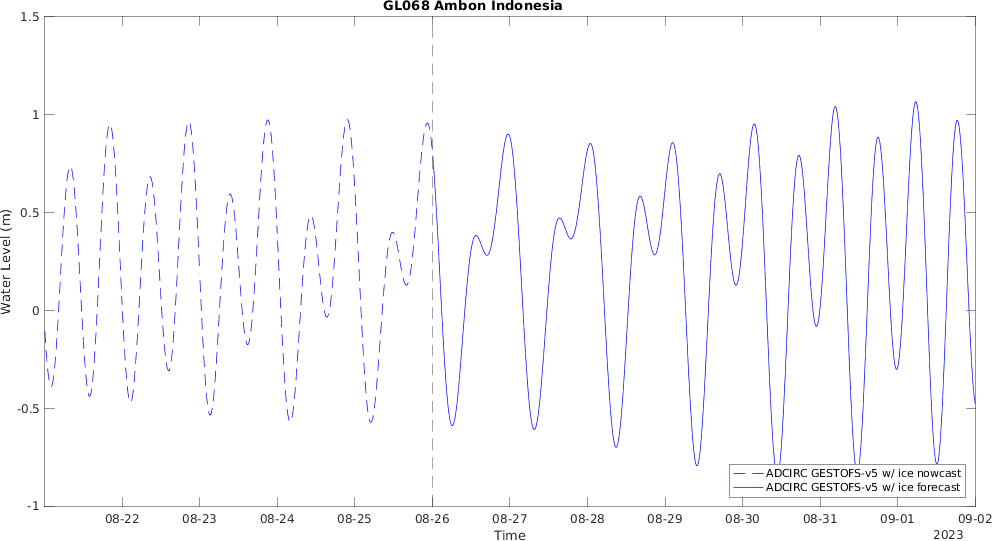 GL068 Ambon Indonesia
1.5
1
0.5
0
-0.5
-1
Water Level (m)
ADCIRC GESTOFS-v5 w/ ice nowcast
ADCIRC GESTOFS-v5 w/ ice forecast
08-22 08-23 08-24 08-25 08-26 08-27 08-28 08-29 08-30 08-31 09-01 09-02
Time
2023